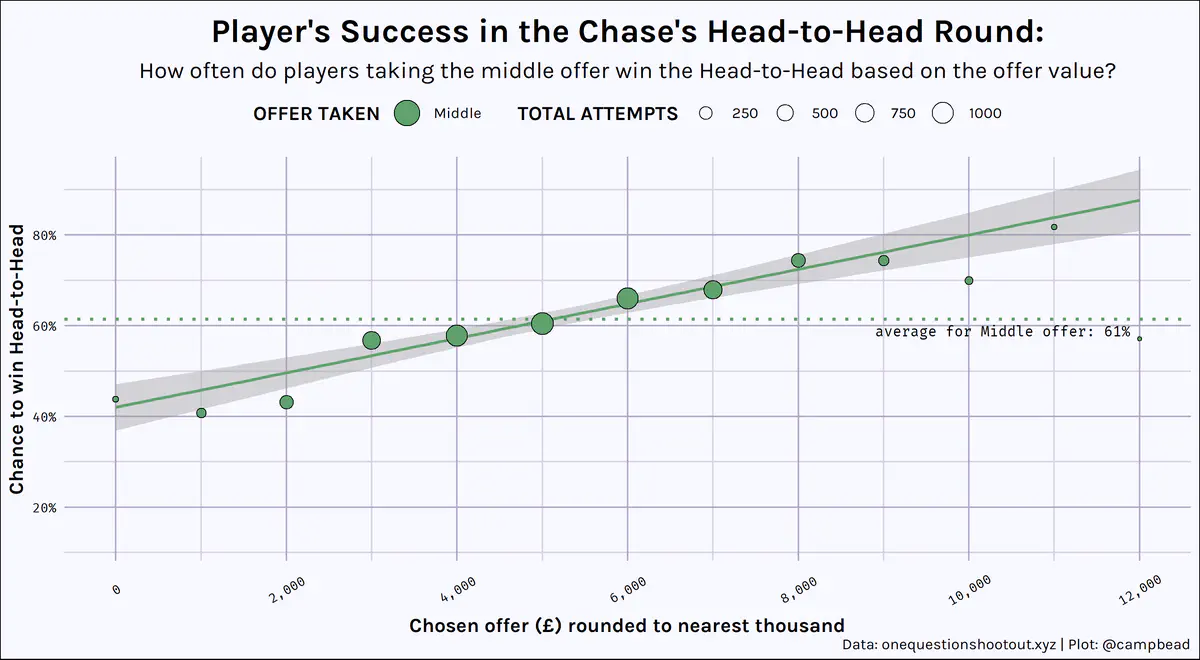 Player's Success in the Chase's Head-to-Head Round:
How often do players taking the middle offer win the Head-to-Head based on the offer value?
OFFER TAKEN Middle TOTAL ATTEMPTS 250 500 750 1000
Chance to win Head-to-Head
80%
60%
40%
20%
average for Middle offer: 61%
0 2,000 4,000 6,000 8,000 10,000 12,000
Chosen offer (£) rounded to nearest thousand
Data: onequestionshootout.xyz | Plot: @campbead